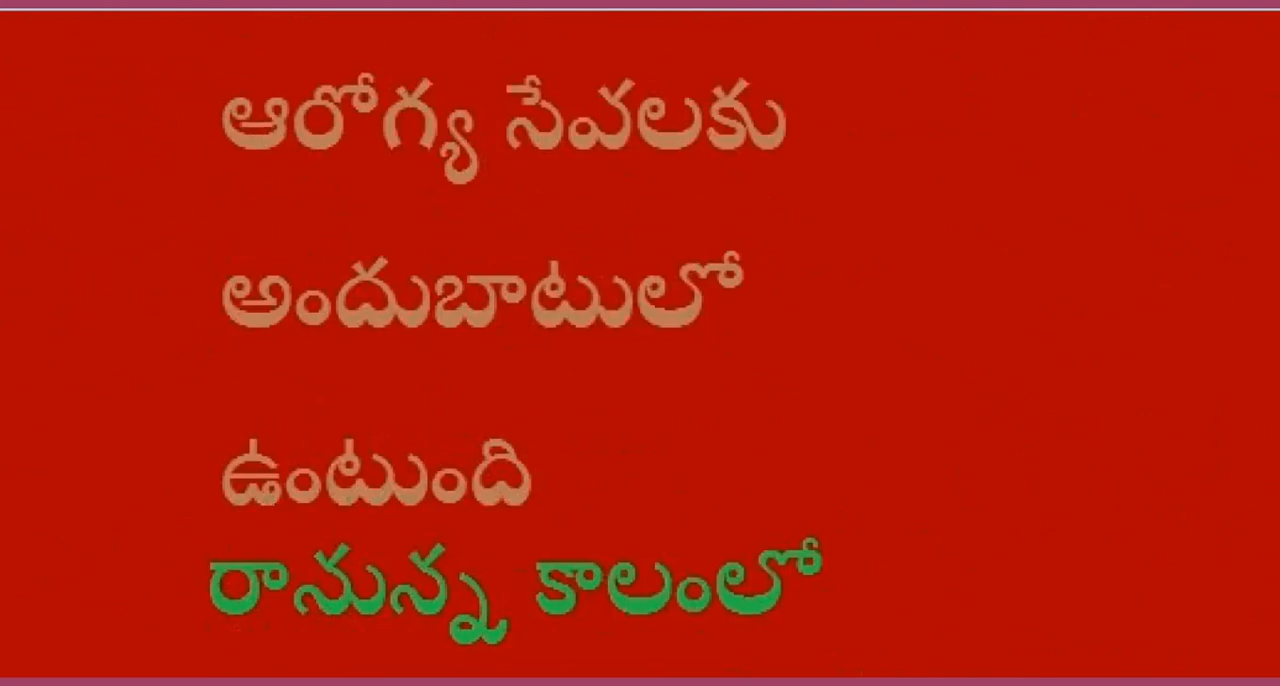 ఆరోగ్య సేవలకు
అందుబాటులో
ఉంటుంది
రానున్న కాలంలో